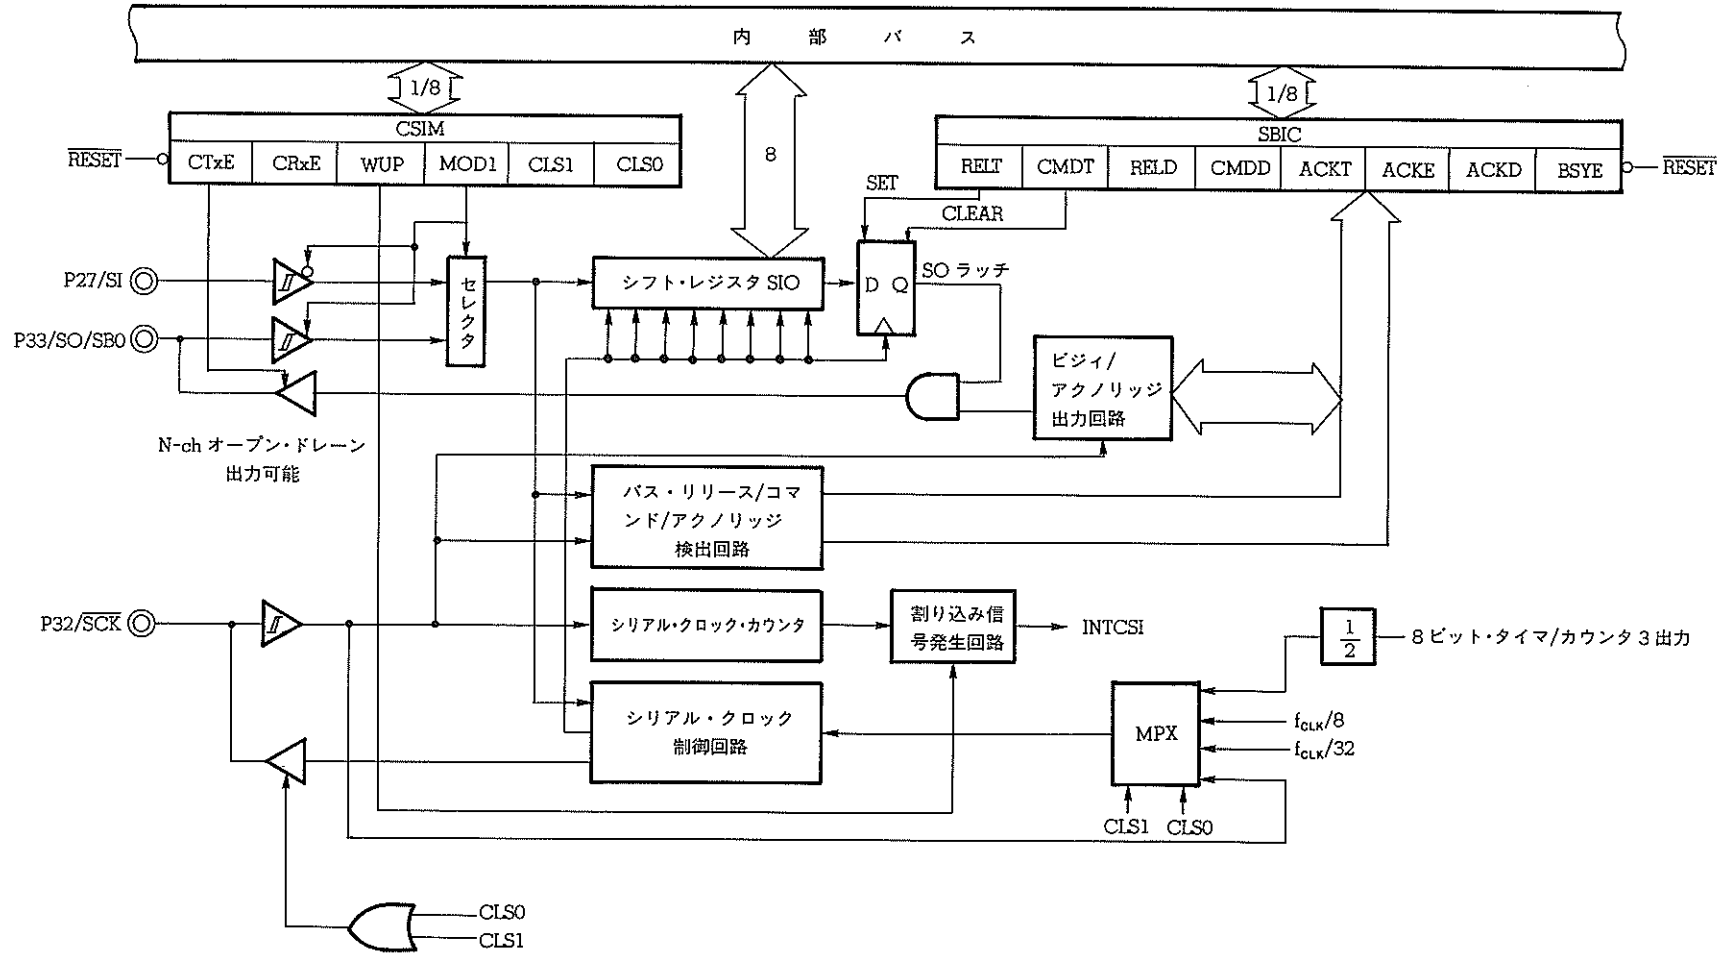 内部バス
1/8
8
1/8
CSIM
SBIC
RESET
CTxE CRxE WUP MOD1 CLS1 CLS0
RELT CMDT RELD CMDD ACKT ACKE ACKD BSYE
RESET
SET
CLEAR
P27/SI
セレクタ
シフト・レジスタ SIO
D Q
SO ラッチ
P33/SO/SB0
ビジィ/
アクノリッジ
出力回路
N-ch オープン・ドレーン
出力可能
バス・リリース/コマ
ンド/アクノリッジ
検出回路
P32/SCK
シリアル・クロック・カウンタ
割り込み信
号発生回路
INTCSI
1/2
8 ビット・タイマ/カウンタ 3 出力
シリアル・クロック
制御回路
MPX
fCLK/8
fCLK/32
CLS1 CLS0
CLS0
CLS1